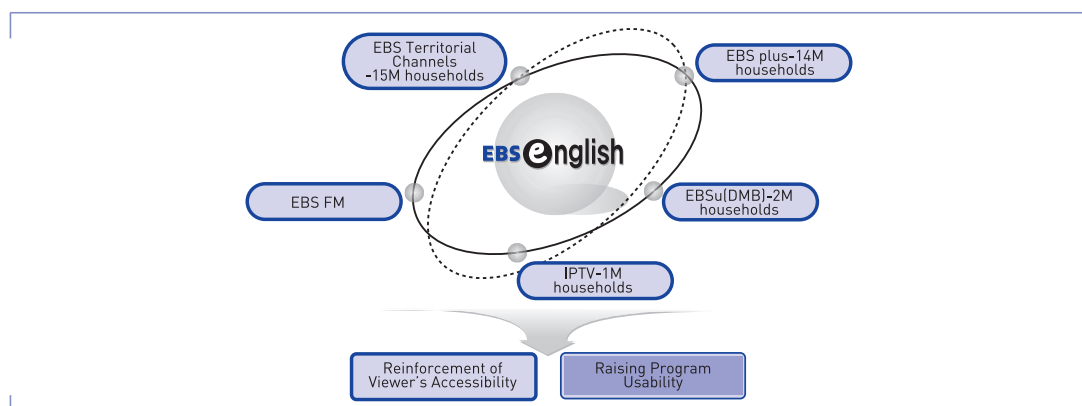 EBS Territorial
Channels
-15M households
EBS plus-14M
households
EBS english
EBS FM
EBSu(DMB)-2M
households
IPTV-1M
households
Reinforcement of
Viewer's Accessibility
Raising Program
Usability